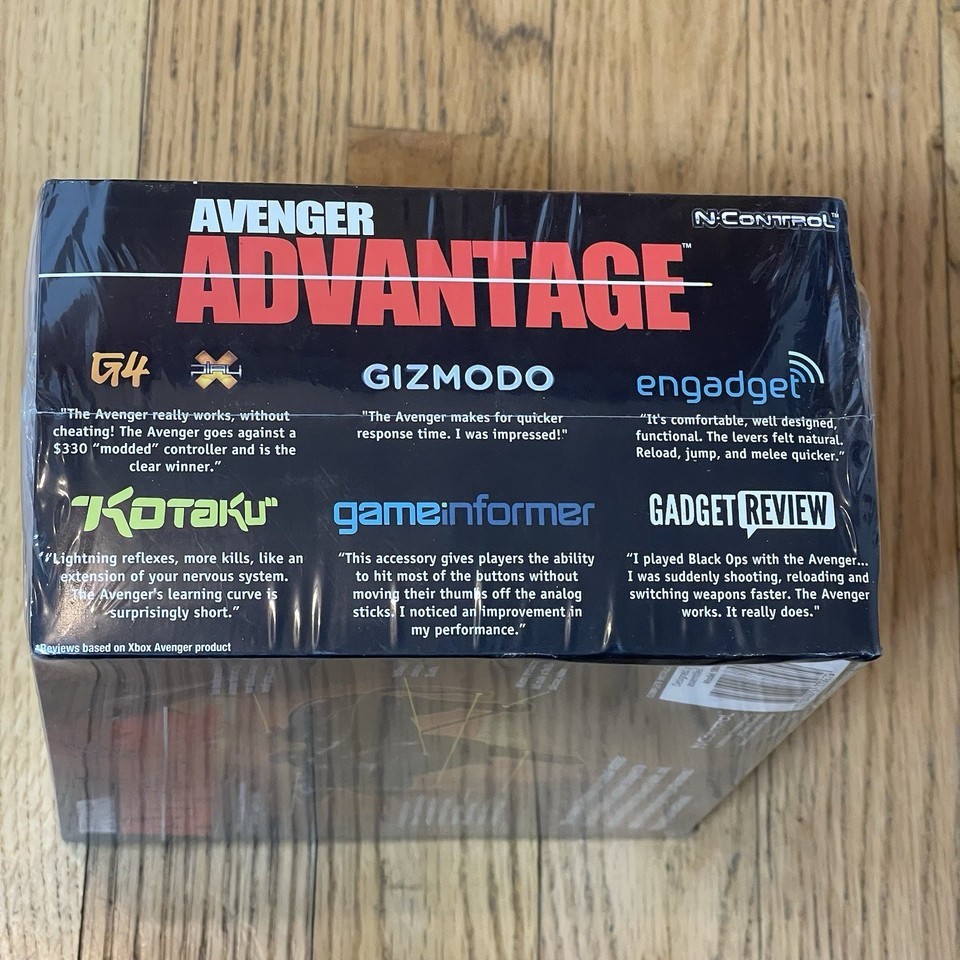 AVENGER
ADVANTAGE™
N-CONTROL™
G4
X PLAY
GIZMODO
engadget
"The Avenger really works, without
cheating! The Avenger goes against a
$330 “modded” controller and is the
clear winner.”
"The Avenger makes for quicker
response time. I was impressed!"
“It's comfortable, well designed,
functional. The levers felt natural.
Reload, jump, and melee quicker.”
KOTAKU
gameinformer
GADGET REVIEW
“Lightning reflexes, more kills, like an
extension of your nervous system.
The Avenger's learning curve is
surprisingly short.”
“This accessory gives players the ability
to hit most of the buttons without
moving their thumbs off the analog
sticks. I noticed an improvement in
my performance.”
“I played Black Ops with the Avenger...
I was suddenly shooting, reloading and
switching weapons faster. The Avenger
works. It really does."
*Reviews based on Xbox Avenger product